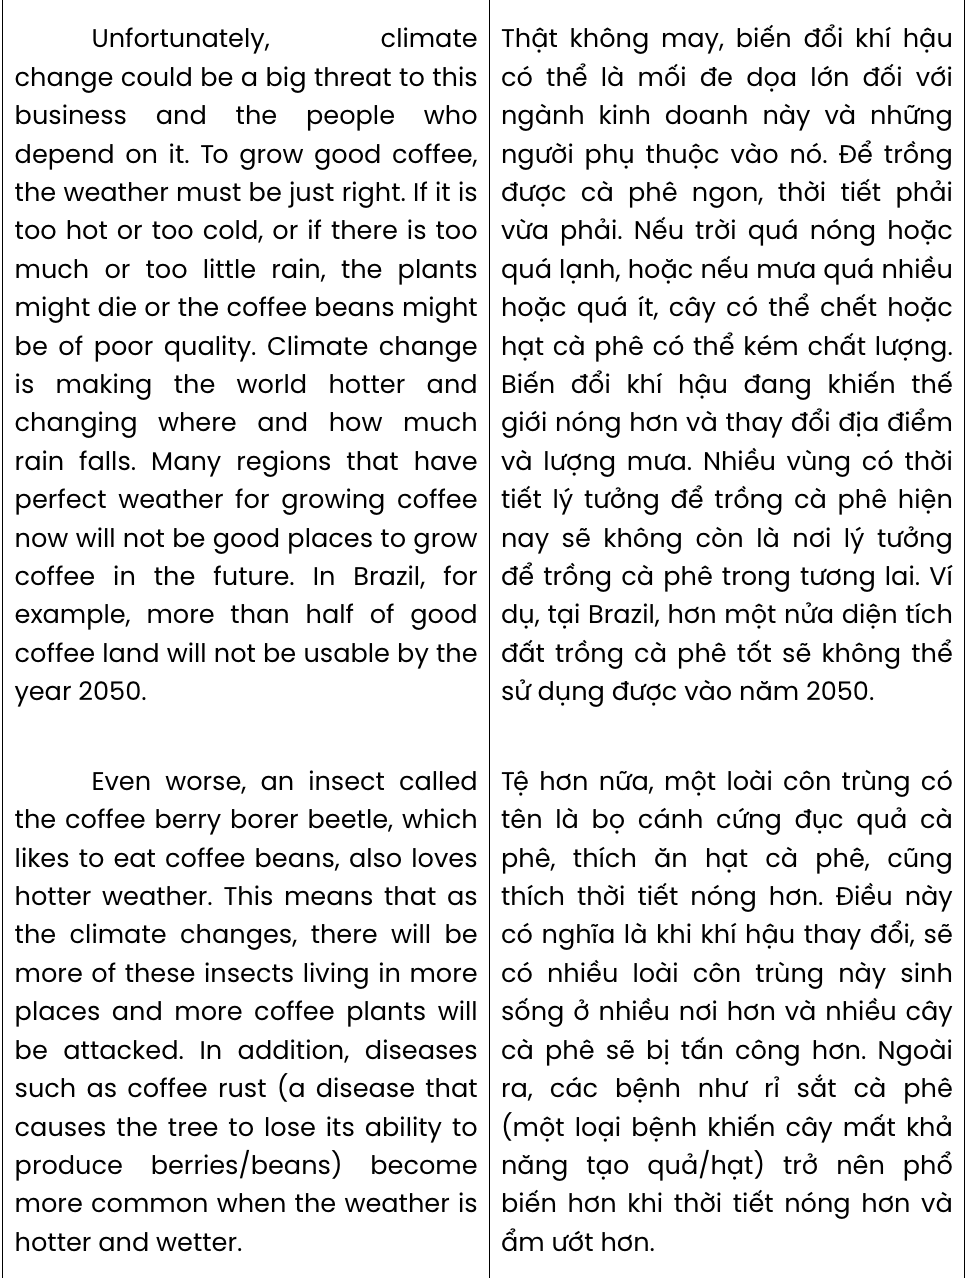 Unfortunately, climate
change could be a big threat to this
business and the people who
depend on it. To grow good coffee,
the weather must be just right. If it is
too hot or too cold, or if there is too
much or too little rain, the plants
might die or the coffee beans might
be of poor quality. Climate change
is making the world hotter and
changing where and how much
rain falls. Many regions that have
perfect weather for growing coffee
now will not be good places to grow
coffee in the future. In Brazil, for
example, more than half of good
coffee land will not be usable by the
year 2050.
Thật không may, biến đổi khí hậu
có thể là mối đe dọa lớn đối với
ngành kinh doanh này và những
người phụ thuộc vào nó. Để trồng
được cà phê ngon, thời tiết phải
vừa phải. Nếu trời quá nóng hoặc
quá lạnh, hoặc nếu mưa quá nhiều
hoặc quá ít, cây có thể chết hoặc
hạt cà phê có thể kém chất lượng.
Biến đổi khí hậu đang khiến thế
giới nóng hơn và thay đổi địa điểm
và lượng mưa. Nhiều vùng có thời
tiết lý tưởng để trồng cà phê hiện
nay sẽ không còn là nơi lý tưởng
để trồng cà phê trong tương lai. Ví
dụ, tại Brazil, hơn một nửa diện tích
đất trồng cà phê tốt sẽ không thể
sử dụng được vào năm 2050.
Even worse, an insect called
the coffee berry borer beetle, which
likes to eat coffee beans, also loves
hotter weather. This means that as
the climate changes, there will be
more of these insects living in more
places and more coffee plants will
be attacked. In addition, diseases
such as coffee rust (a disease that
causes the tree to lose its ability to
produce berries/beans) become
more common when the weather is
hotter and wetter.
Tệ hơn nữa, một loài côn trùng có
tên là bọ cánh cứng đục quả cà
phê, thích ăn hạt cà phê, cũng
thích thời tiết nóng hơn. Điều này
có nghĩa là khi khí hậu thay đổi, sẽ
có nhiều loài côn trùng này sinh
sống ở nhiều nơi hơn và nhiều cây
cà phê sẽ bị tấn công hơn. Ngoài
ra, các bệnh như rỉ sắt cà phê
(một loại bệnh khiến cây mất khả
năng tạo quả/hạt) trở nên phổ
biến hơn khi thời tiết nóng hơn và
ẩm ướt hơn.